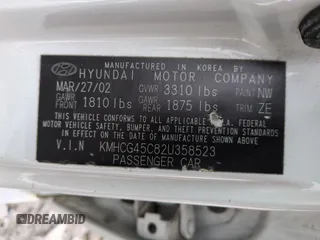 MANUFACTURED IN KOREA BY
HYUNDAI MOTOR COMPANY
MAR/27/02 GVWR 3310 lbs PAINT NW
GAWR FRONT 1810 lbs GAWR REAR 1875 lbs TRIM ZE
THIS VEHICLE CONFORMS TO ALL APPLICABLE U.S.A. FEDERAL
MOTOR VEHICLE SAFETY, BUMPER, AND THEFT PREVENTION
STANDARDS IN EFFECT ON THE DATE OF MANUFACTURE SHOWN ABOVE.
V.I.N KMHCG45C82U358523
PASSENGER CAR
DREAMBID